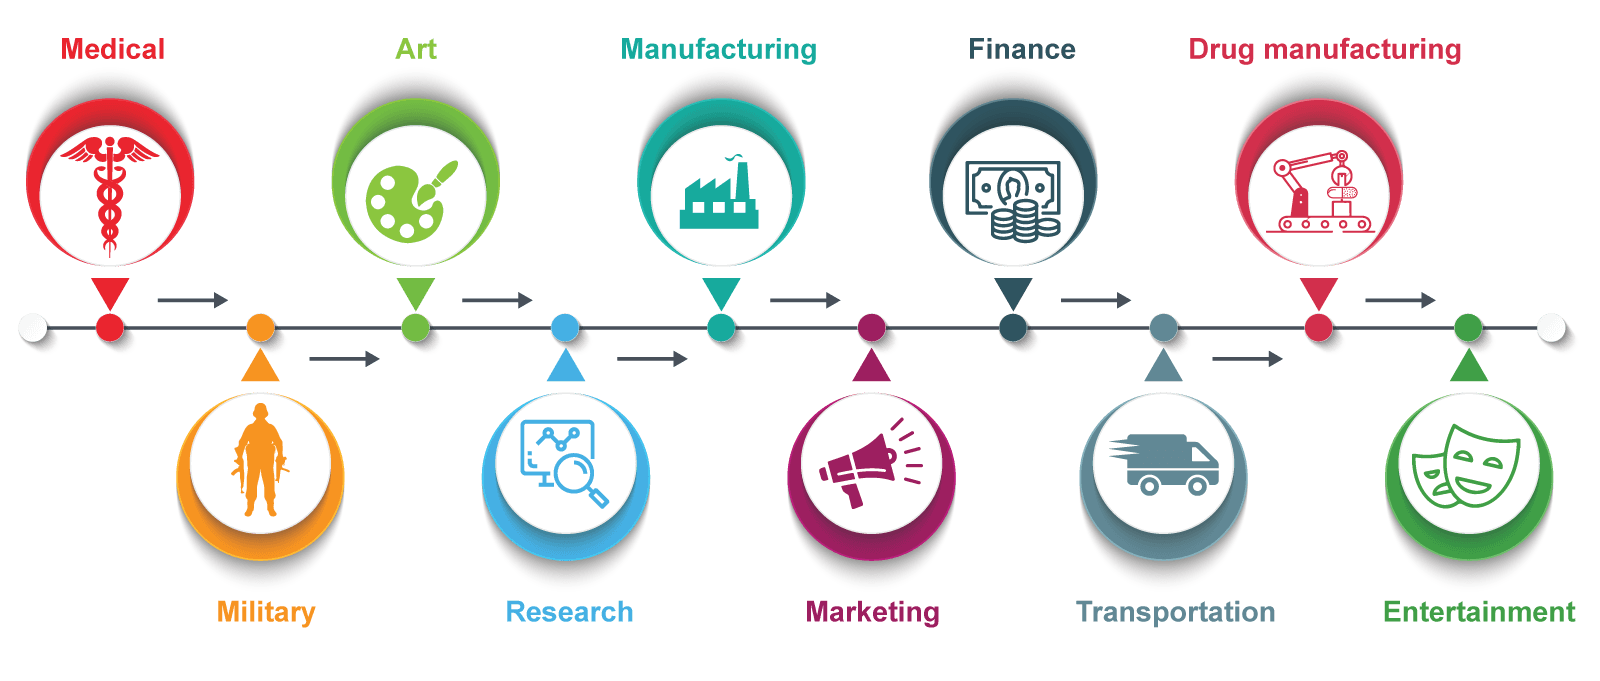 Medical
Art
Manufacturing
Finance
Drug manufacturing
Military
Research
Marketing
Transportation
Entertainment